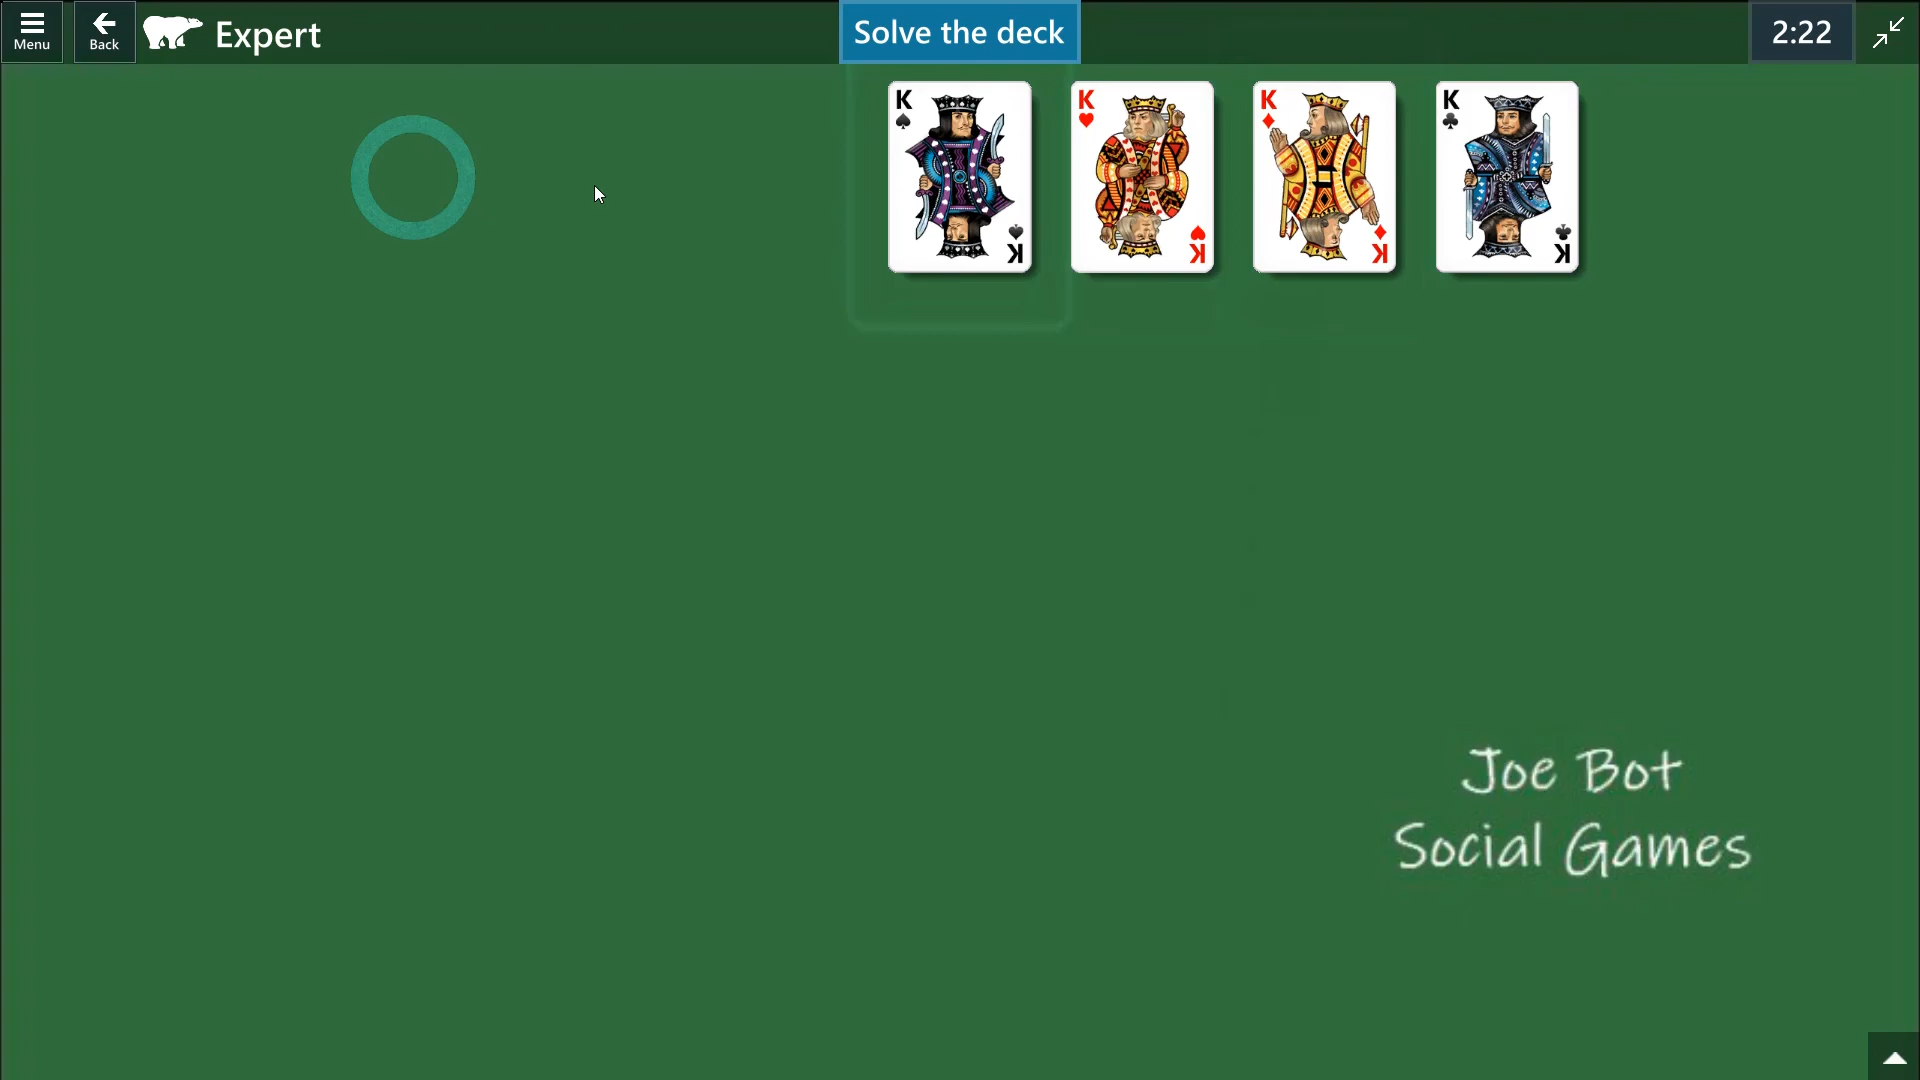 Menu
Back
Expert
Solve the deck
2:22
K K K K
K K K K
Joe Bot
Social Games